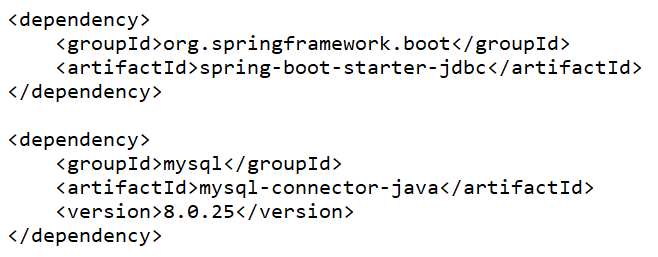 <dependency>
    <groupId>org.springframework.boot</groupId>
    <artifactId>spring-boot-starter-jdbc</artifactId>
</dependency>

<dependency>
    <groupId>mysql</groupId>
    <artifactId>mysql-connector-java</artifactId>
    <version>8.0.25</version>
</dependency>